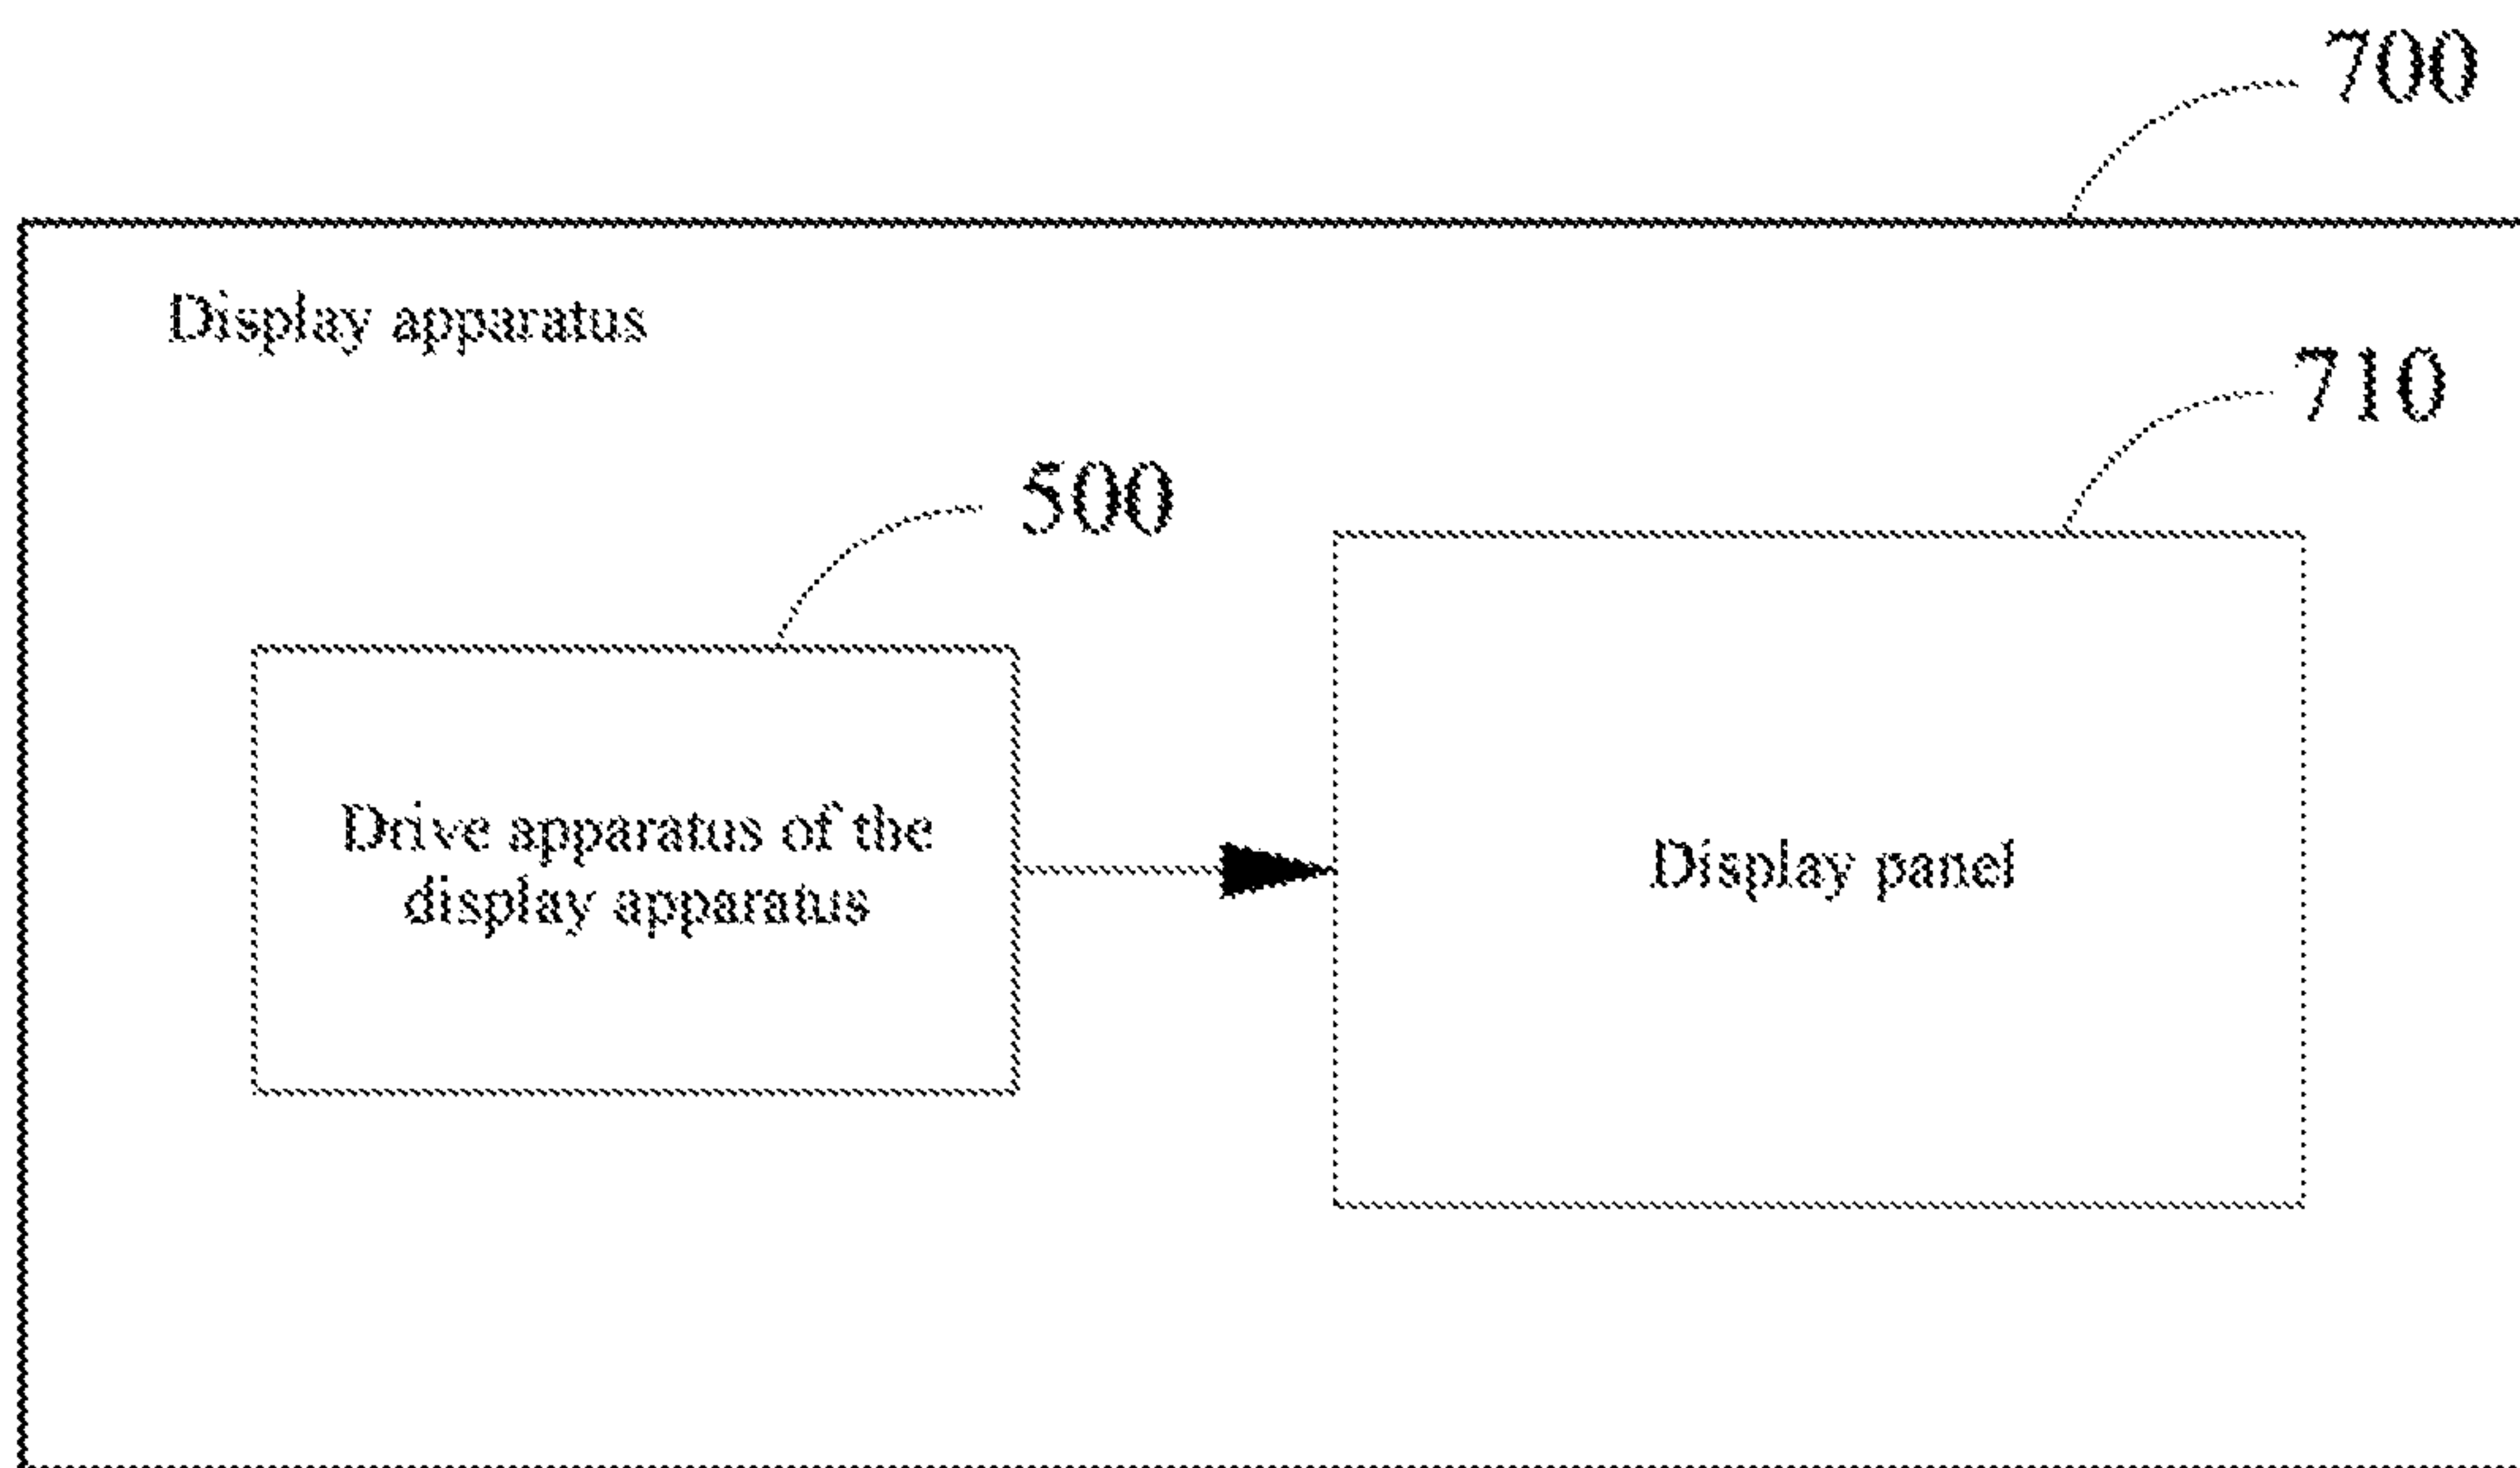 700
Display apparatus
710
500
Drive apparatus of the
display apparatus
Display panel